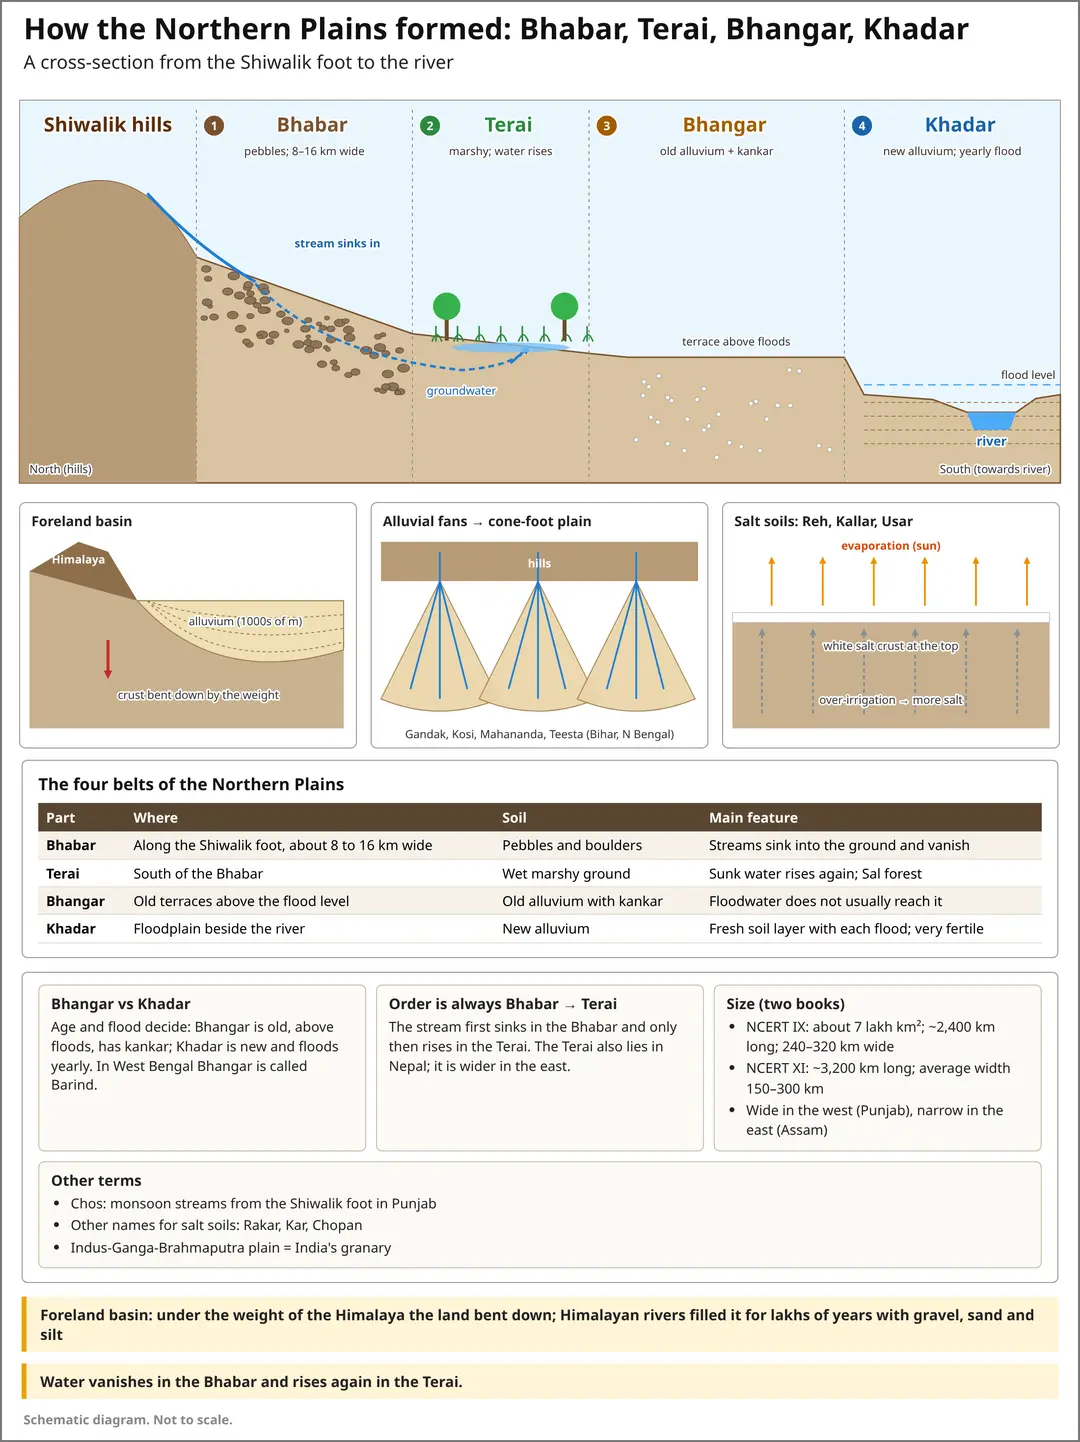 How the Northern Plains formed: Bhabar, Terai, Bhangar, Khadar
A cross-section from the Shiwalik foot to the river
Shiwalik hills
1 Bhabar
pebbles; 8–16 km wide
2 Terai
marshy; water rises
3 Bhangar
old alluvium + kankar
4 Khadar
new alluvium; yearly flood
stream sinks in
terrace above floods
flood level
groundwater
river
North (hills)
South (towards river)
Foreland basin
Himalaya
alluvium (1000s of m)
crust bent down by the weight
Alluvial fans → cone-foot plain
hills
Gandak, Kosi, Mahananda, Teesta (Bihar, N Bengal)
Salt soils: Reh, Kallar, Usar
evaporation (sun)
white salt crust at the top
over-irrigation → more salt
The four belts of the Northern Plains
Part Where Soil Main feature
Bhabar Along the Shiwalik foot, about 8 to 16 km wide Pebbles and boulders Streams sink into the ground and vanish
Terai South of the Bhabar Wet marshy ground Sunk water rises again; Sal forest
Bhangar Old terraces above the flood level Old alluvium with kankar Floodwater does not usually reach it
Khadar Floodplain beside the river New alluvium Fresh soil layer with each flood; very fertile
Bhangar vs Khadar
Age and flood decide: Bhangar is old, above
floods, has kankar; Khadar is new and floods
yearly. In West Bengal Bhangar is called
Barind.
Order is always Bhabar → Terai
The stream first sinks in the Bhabar and only
then rises in the Terai. The Terai also lies in
Nepal; it is wider in the east.
Size (two books)
• NCERT IX: about 7 lakh km²; ~2,400 km
long; 240–320 km wide
• NCERT XI: ~3,200 km long; average width
150–300 km
• Wide in the west (Punjab), narrow in the
east (Assam)
Other terms
• Chos: monsoon streams from the Shiwalik foot in Punjab
• Other names for salt soils: Rakar, Kar, Chopan
• Indus-Ganga-Brahmaputra plain = India's granary
Foreland basin: under the weight of the Himalaya the land bent down; Himalayan rivers filled it for lakhs of years with gravel, sand and
silt
Water vanishes in the Bhabar and rises again in the Terai.
Schematic diagram. Not to scale.